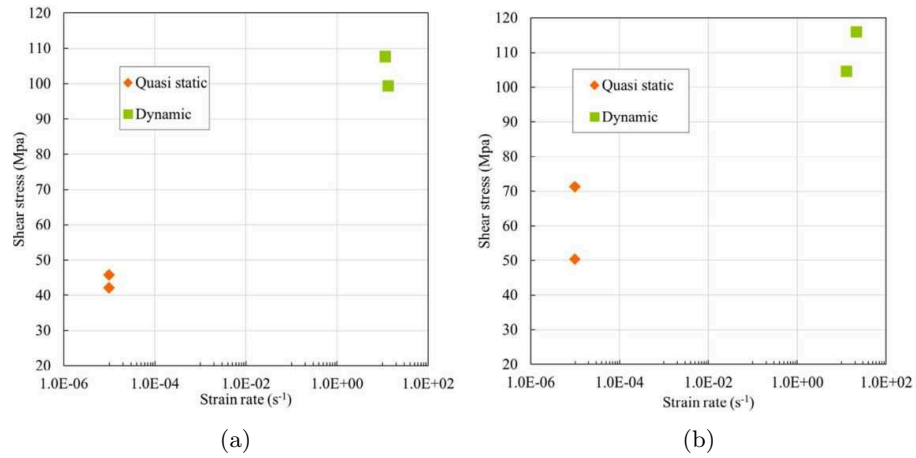 120
110
100
90
80
70
60
50
40
30
20
Shear stress (Mpa)
Quasi static
Dynamic
1.0E-06 1.0E-04 1.0E-02 1.0E+00 1.0E+02
Strain rate (s⁻¹)
(a)
120
110
100
90
80
70
60
50
40
30
20
Shear stress (Mpa)
Quasi static
Dynamic
1.0E-06 1.0E-04 1.0E-02 1.0E+00 1.0E+02
Strain rate (s⁻¹)
(b)